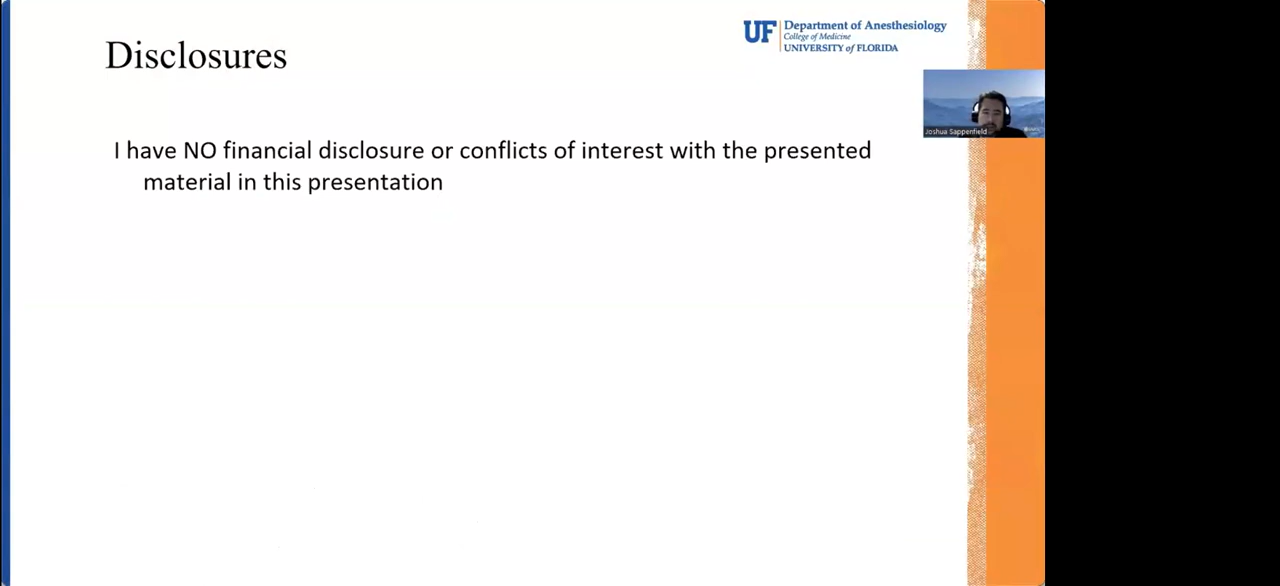 Disclosures
UF
Department of Anesthesiology
College of Medicine
UNIVERSITY of FLORIDA
Joshua Sappenfield
I have NO financial disclosure or conflicts of interest with the presented
material in this presentation